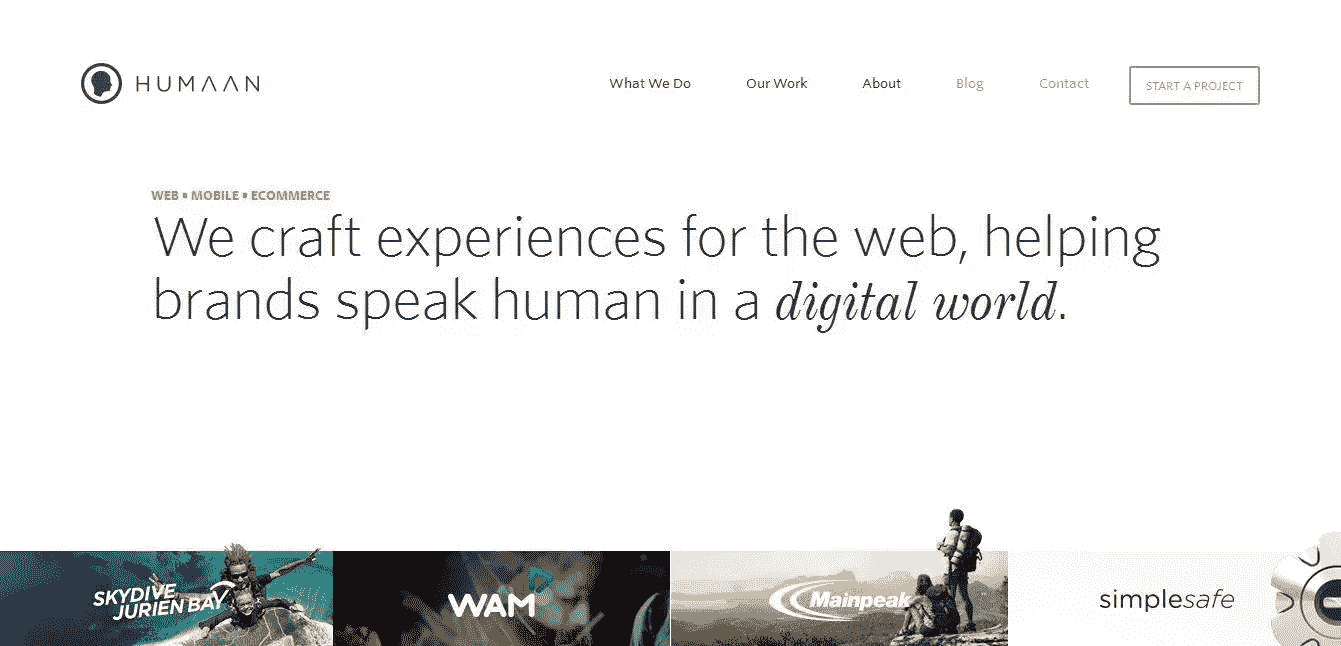 HUMAAN
What We Do
Our Work
About
Blog
Contact
START A PROJECT
WEB ▪ MOBILE ▪ ECOMMERCE
We craft experiences for the web, helping
brands speak human in a digital world.
SKYDIVE
JURIEN BAY
WAM
Mainpeak
simplesafe